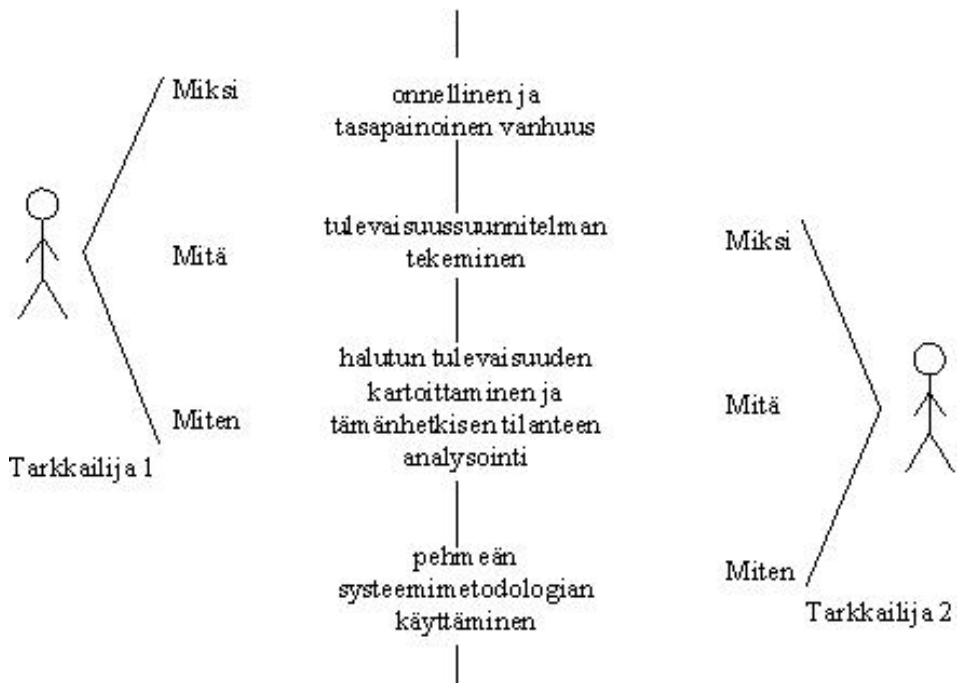 Miksi
onnellinen ja
tasapainoinen vanhuus
Mitä
tulevaisuussuunnitelman
tekeminen
Miksi
Miten
halutun tulevaisuuden
kartoittaminen ja
tämänhetkisen tilanteen
analysointi
Mitä
Tarkkailija 1
pehmeän
systeemimetodologian
käyttäminen
Miten
Tarkkailija 2